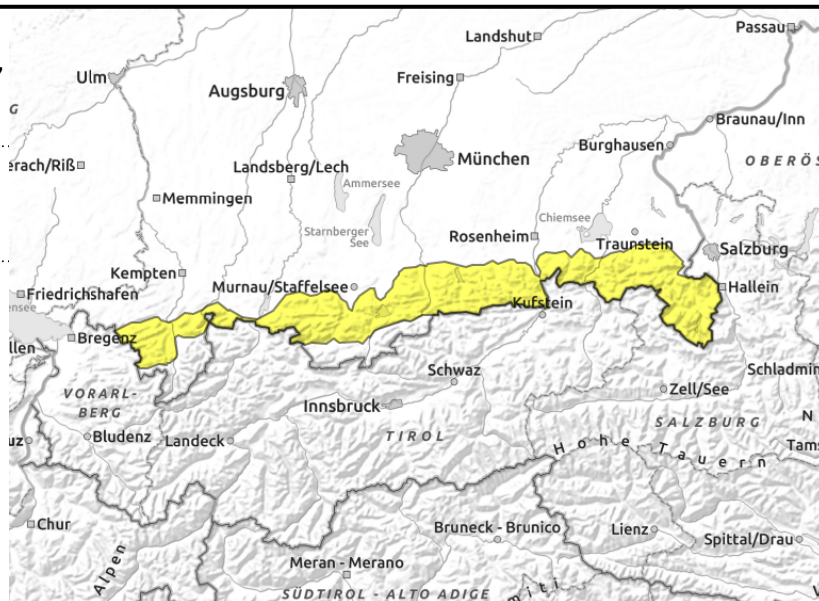 Passau
Landshut
Ulm
Freising
Augsburg
G
Braunau/Inn
Burghausen
München
OBERÖS
erach/Riß
Landsberg/Lech
Ammersee
Memmingen
Chiemsee
Starnberger
See
Rosenheim
Traunstein
Salzburg
Kempten
Murnau/Staffelsee
Hallein
Friedrichshafen
ensee
Kufstein
Bregenz
llen
Schwaz
Schladmin
Zell/See
VORARL-
BERG
Innsbruck
SALZBURG
N
uz
Bludenz
Landeck
TIROL
Hohe Tauern
Tams
Chur
Bruneck - Brunico
Lienz
Spittal/Drau
Alpen
Meran - Merano
SÜDTIROL - ALTO ADIGE
miti